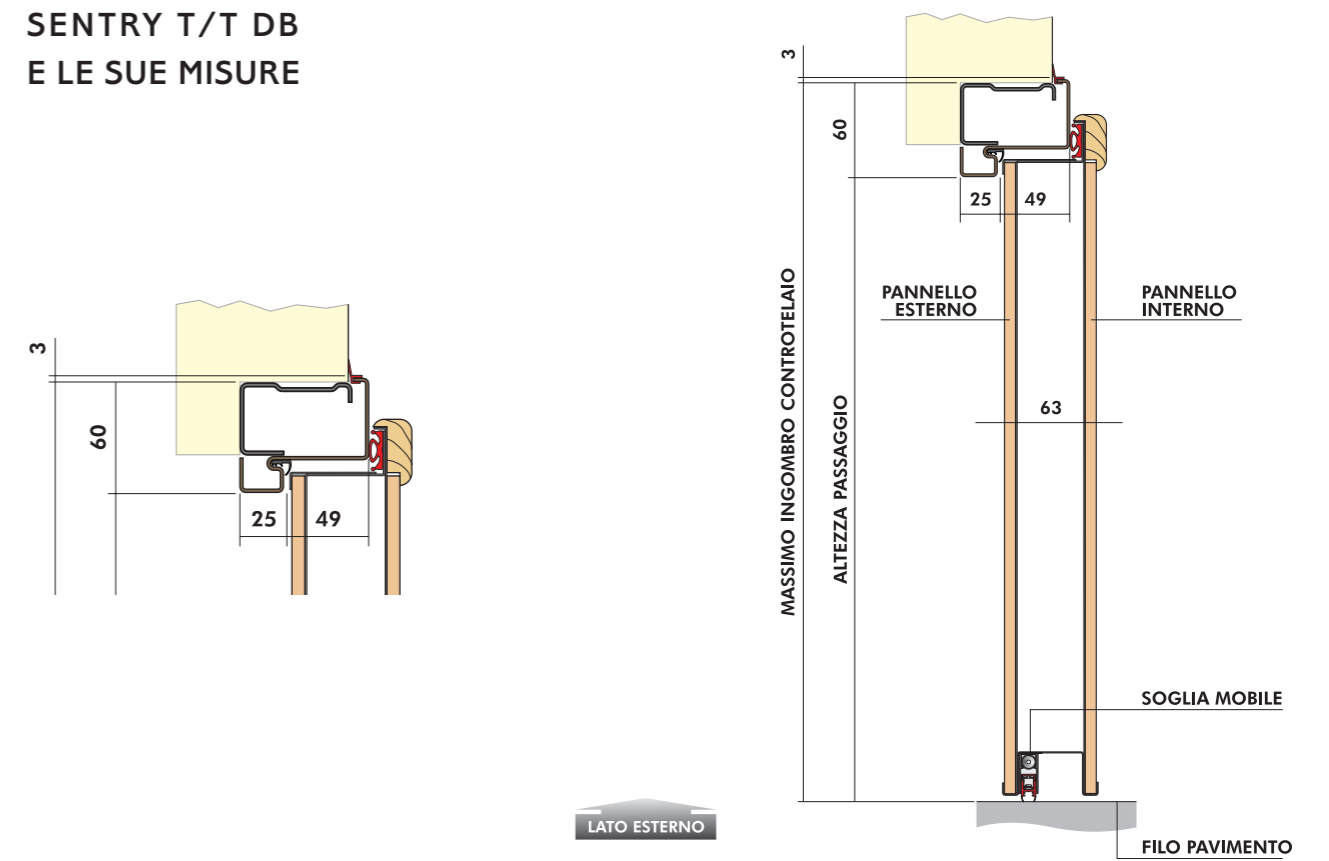 SENTRY T/T DB
E LE SUE MISURE
3
60
25
49
3
60
25
49
MASSIMO INGOMBRO CONTROTELAIO
ALTEZZA PASSAGGIO
PANNELLO
ESTERNO
PANNELLO
INTERNO
63
SOGLIA MOBILE
LATO ESTERNO
FILO PAVIMENTO